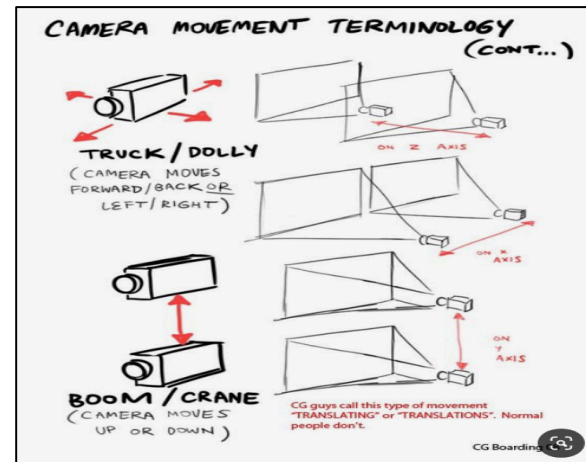 CAMERA MOVEMENT TERMINOLOGY
(CONT...)
ON Z AXIS
TRUCK/DOLLY
(CAMERA MOVES
FORWARD/BACK OR
LEFT/RIGHT)
ON X
AXIS
ON
Y
AXIS
BOOM/CRANE
(CAMERA MOVES
UP OR DOWN)
CG guys call this type of movement
"TRANSLATING" or "TRANSLATIONS". Normal
people don't.
CG Boarding